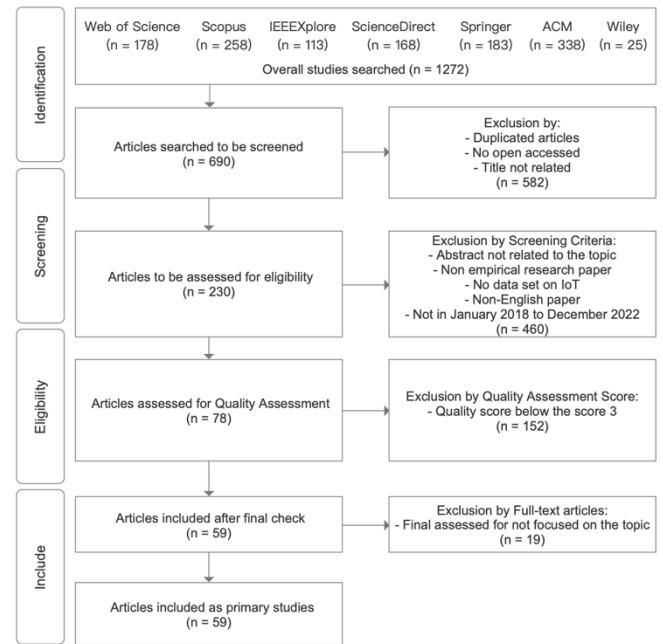 Identification
Web of Science
(n = 178)
Scopus
(n = 258)
IEEEXplore
(n = 113)
ScienceDirect
(n = 168)
Springer
(n = 183)
ACM
(n = 338)
Wiley
(n = 25)
Overall studies searched (n = 1272)
Articles searched to be screened
(n = 690)
Exclusion by:
- Duplicated articles
- No open accessed
- Title not related
(n = 582)
Screening
Articles to be assessed for eligibility
(n = 230)
Exclusion by Screening Criteria:
- Abstract not related to the topic
- Non empirical research paper
- No data set on IoT
- Non-English paper
- Not in January 2018 to December 2022
(n = 460)
Eligibility
Articles assessed for Quality Assessment
(n = 78)
Exclusion by Quality Assessment Score:
- Quality score below the score 3
(n = 152)
Include
Articles included after final check
(n = 59)
Exclusion by Full-text articles:
- Final assessed for not focused on the topic
(n = 19)
Articles included as primary studies
(n = 59)